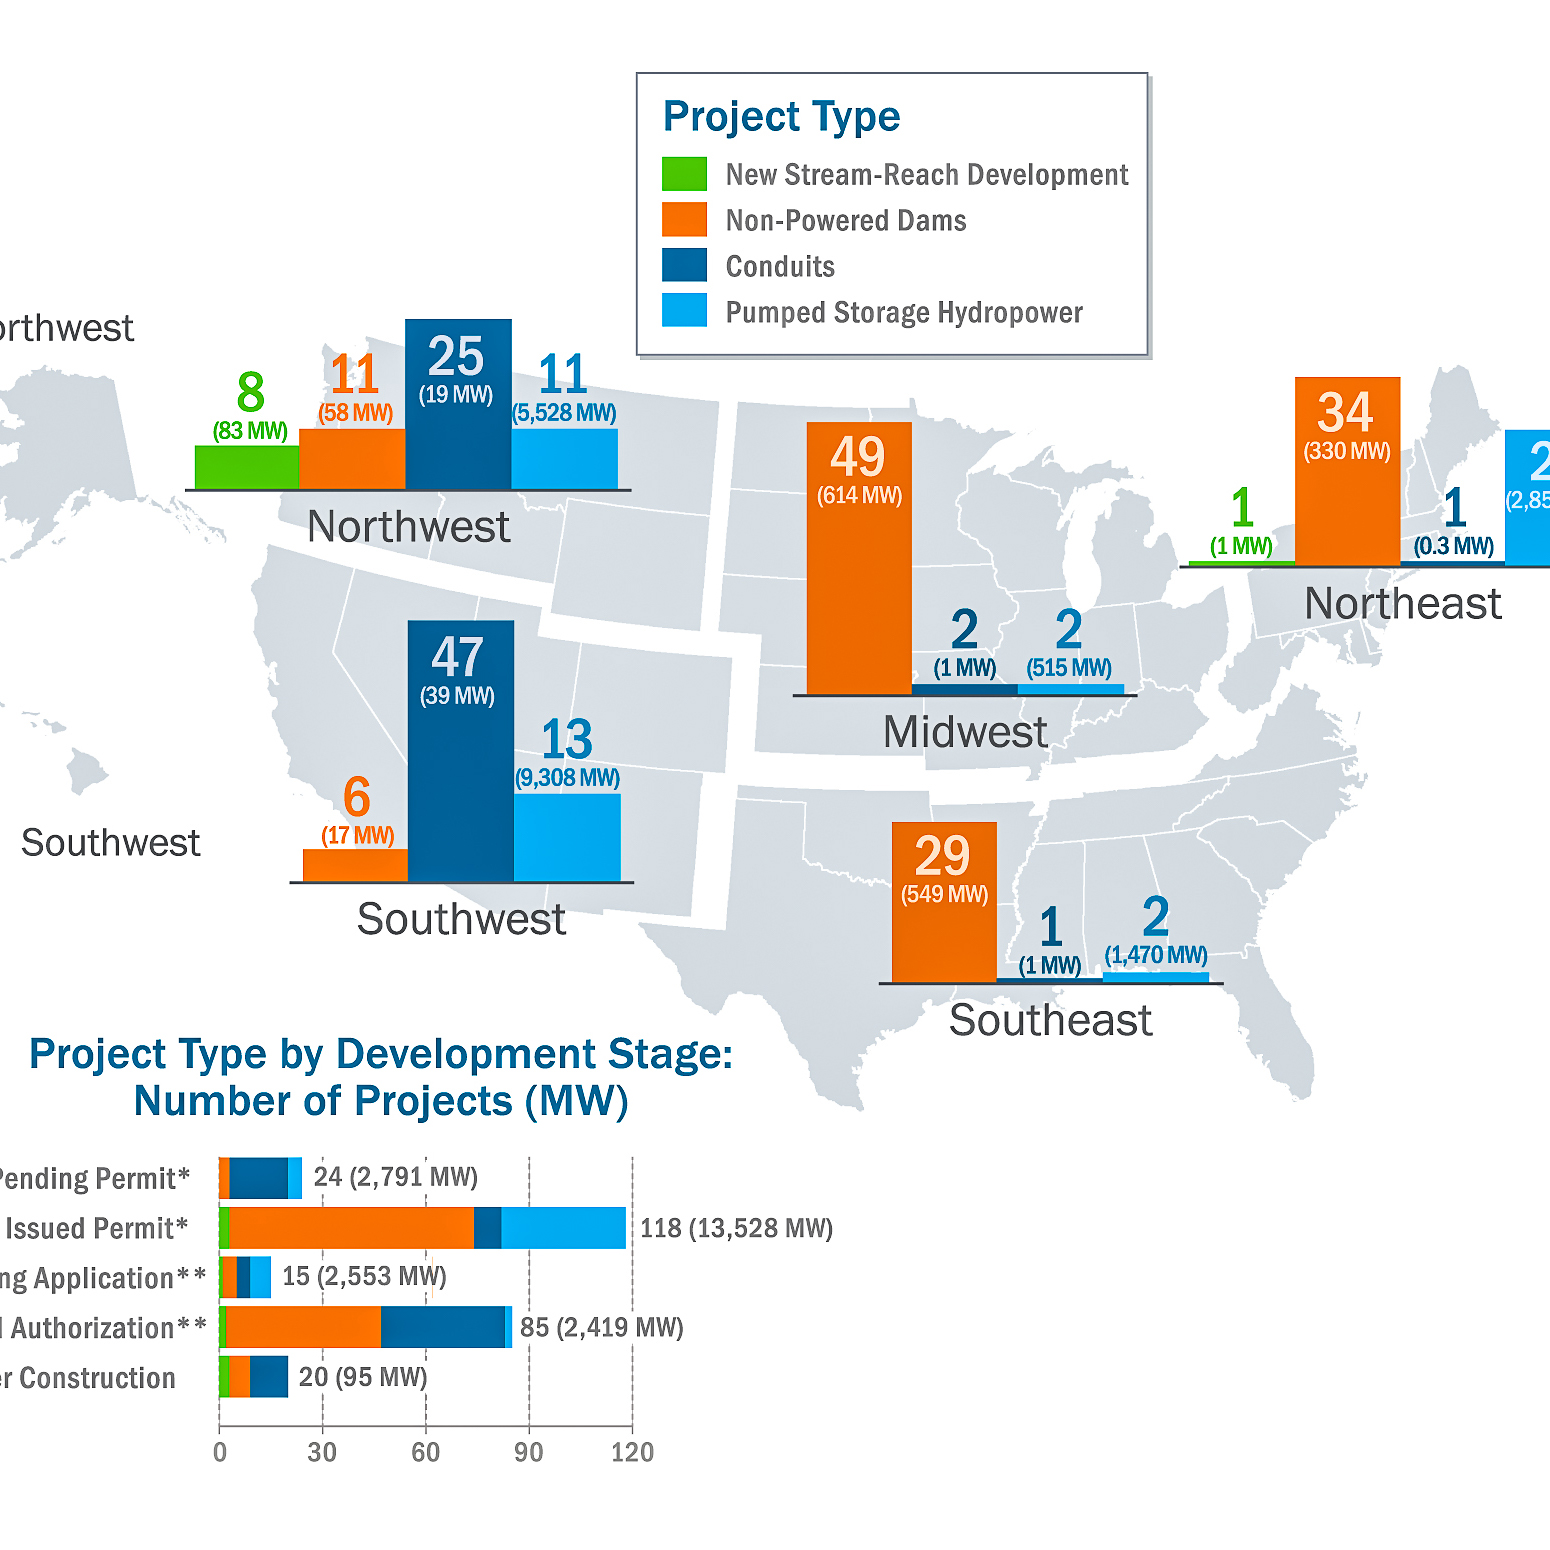 Project Type
New Stream-Reach Development
Non-Powered Dams
Conduits
Pumped Storage Hydropower
orthwest
8
(83 MW)
11
(58 MW)
25
(19 MW)
11
(5,528 MW)
Northwest
49
(614 MW)
2
(1 MW)
2
(515 MW)
Midwest
1
(1 MW)
34
(330 MW)
1
(0.3 MW)
2
(2,85
Northeast
Southwest
6
(17 MW)
47
(39 MW)
13
(9,308 MW)
Southwest
29
(549 MW)
1
(1 MW)
2
(1,470 MW)
Southeast
Project Type by Development Stage:
Number of Projects (MW)
Pending Permit* 24 (2,791 MW)
Issued Permit* 118 (13,528 MW)
ng Application** 15 (2,553 MW)
Authorization** 85 (2,419 MW)
er Construction 20 (95 MW)
0 30 60 90 120